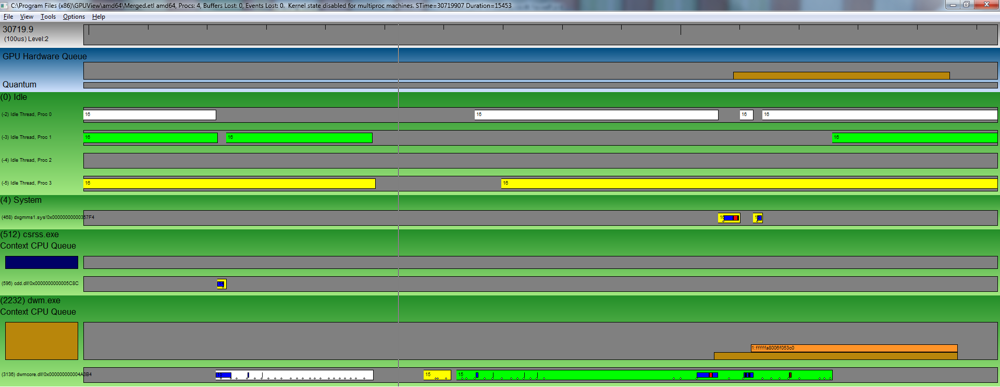 C:\Program Files (x86)\GPUView\amd64\Merged.etl amd64, Procs: 4, Buffers Lost: 0, Events Lost: 0.  Kernel state disabled for multiproc machines. STime=30719907 Duration=15453
File View Tools Options Help
30719.9
(100us) Level:2
GPU Hardware Queue
Quantum
(0) Idle
(-2) Idle Thread, Proc 0 16 16 16 16
(-3) Idle Thread, Proc 1 16 16 16
(-4) Idle Thread, Proc 2
(-5) Idle Thread, Proc 3 16 16
(4) System
(468) dxgmms1.sys!0x00000000000357F4
(512) csrss.exe
Context CPU Queue
(596) cdd.dll!0x0000000000005C8C
(2232) dwm.exe
Context CPU Queue
1:fffffa8006f053c0
(3136) dwmcore.dll!0x000000000004A3B4 15 15